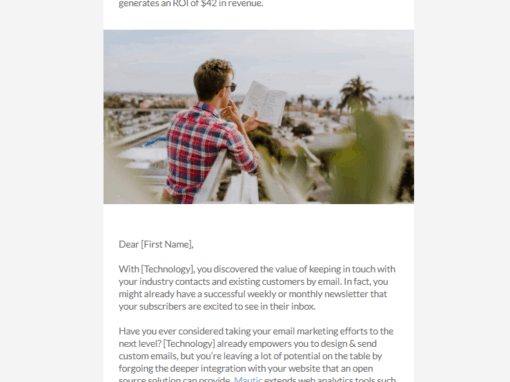 generates an ROI of $42 in revenue.
Dear [First Name],
With [Technology], you discovered the value of keeping in touch with
your industry contacts and existing customers by email. In fact, you
might already have a successful weekly or monthly newsletter that
your subscribers are excited to see in their inbox.
Have you ever considered taking your email marketing efforts to the
next level? [Technology] already empowers you to design & send
custom emails, but you’re leaving a lot of potential on the table by
forgoing the deeper integration with your website that an open
source solution can provide. Mautic extends web analytics tools such